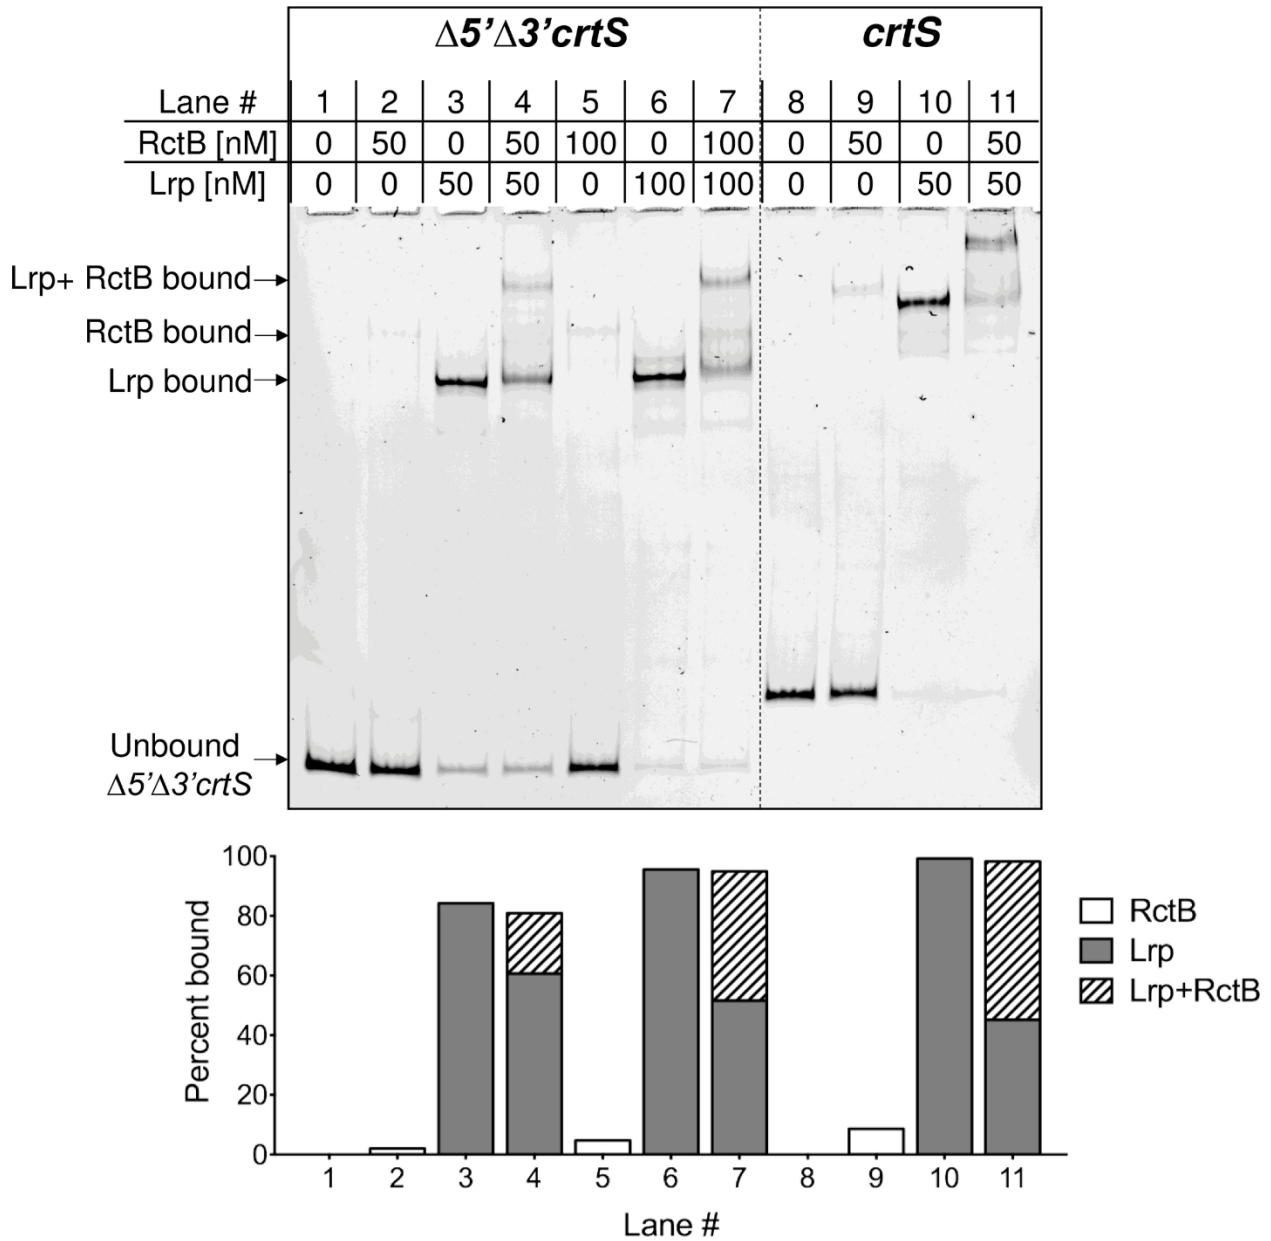 Δ5’Δ3’crtS crtS
Lane # 1 2 3 4 5 6 7 8 9 10 11
RctB [nM] 0 50 0 50 100 0 100 0 50 0 50
Lrp [nM] 0 0 50 50 0 100 100 0 0 50 50
Lrp+ RctB bound
RctB bound
Lrp bound
Unbound
Δ5’Δ3’crtS
Percent bound
100
80
60
40
20
0
1 2 3 4 5 6 7 8 9 10 11
Lane #
RctB
Lrp
Lrp+RctB